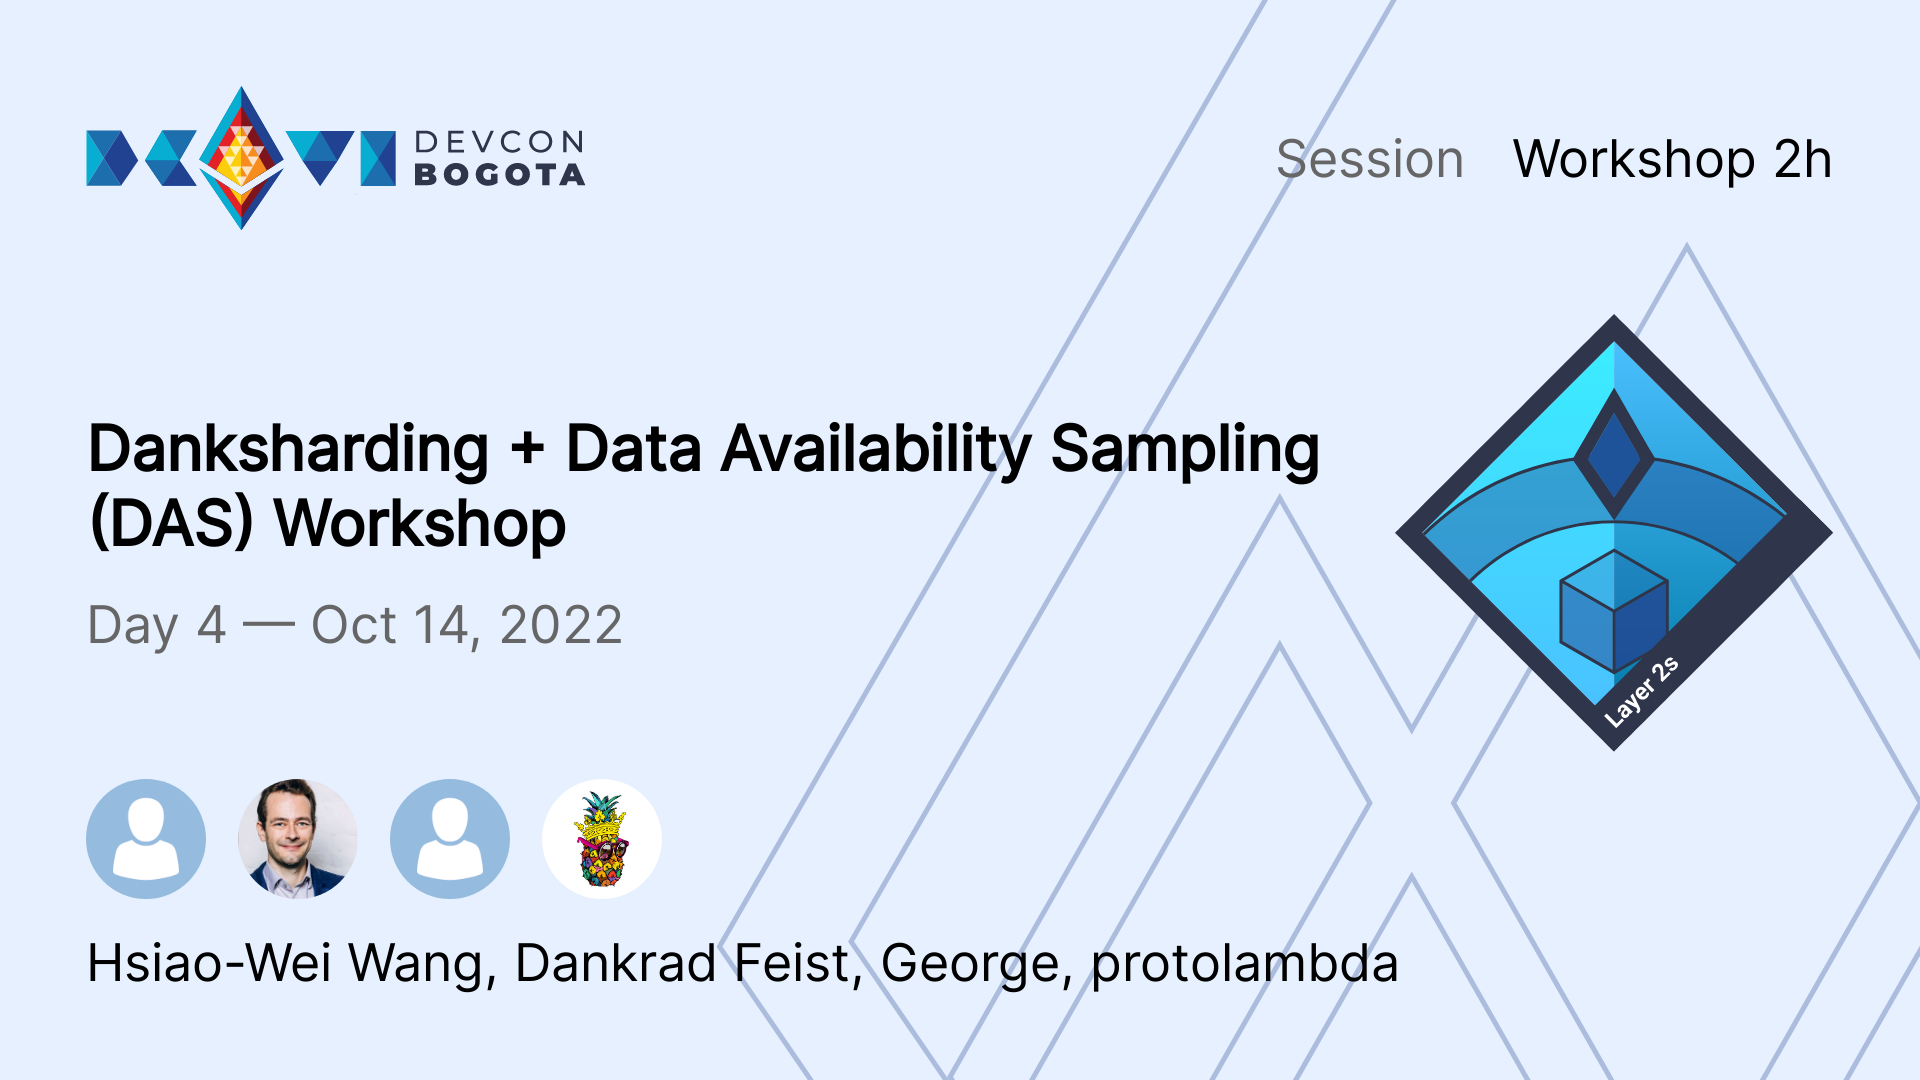 DEVCON
BOGOTA
Session Workshop 2h
Danksharding + Data Availability Sampling
(DAS) Workshop
Day 4 — Oct 14, 2022
Layer 2s
Hsiao-Wei Wang, Dankrad Feist, George, protolambda